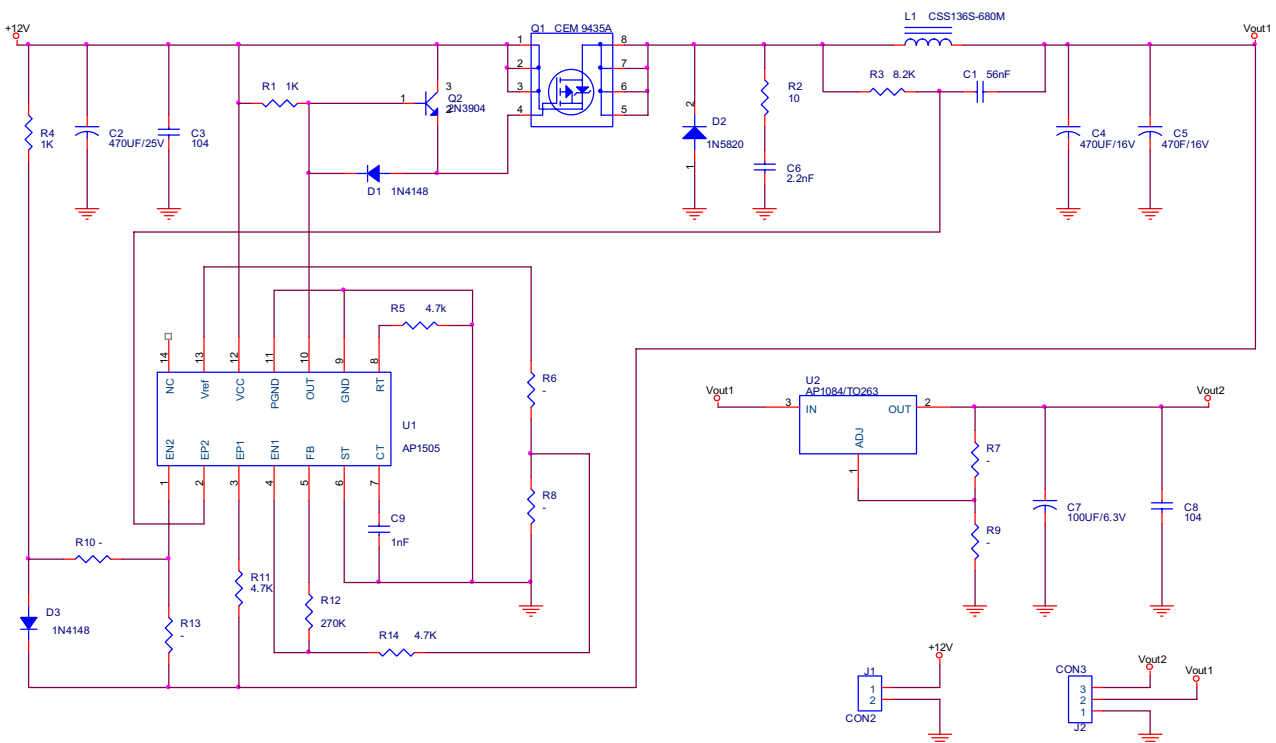 +12V
Q1 CEM 9435A
L1 CSS136S-680M
Vout1
1
2
3
4
8
7
6
5
R1 1K
3
1
2
Q2
2N3904
R3 8.2K
C1 56nF
R2
10
R4
1K
C2
470UF/25V
C3
104
2
D2
1N5820
1
C4
470UF/16V
C5
470F/16V
C6
2.2nF
D1 1N4148
R5 4.7k
14
13
12
11
10
9
8
NC
Vref
VCC
PGND
OUT
GND
RT
U1
AP1505
EN2
EP2
EP1
EN1
FB
ST
CT
1
2
3
4
5
6
7
R6
-
R8
-
C9
1nF
R10 -
R11
4.7K
R12
270K
R13
-
R14 4.7K
D3
1N4148
Vout1
U2
AP1084/TO263
Vout2
3
IN
OUT
2
ADJ
1
R7
-
R9
-
C7
100UF/6.3V
C8
104
+12V
J1
1
2
CON2
CON3
Vout2
Vout1
3
2
1
J2